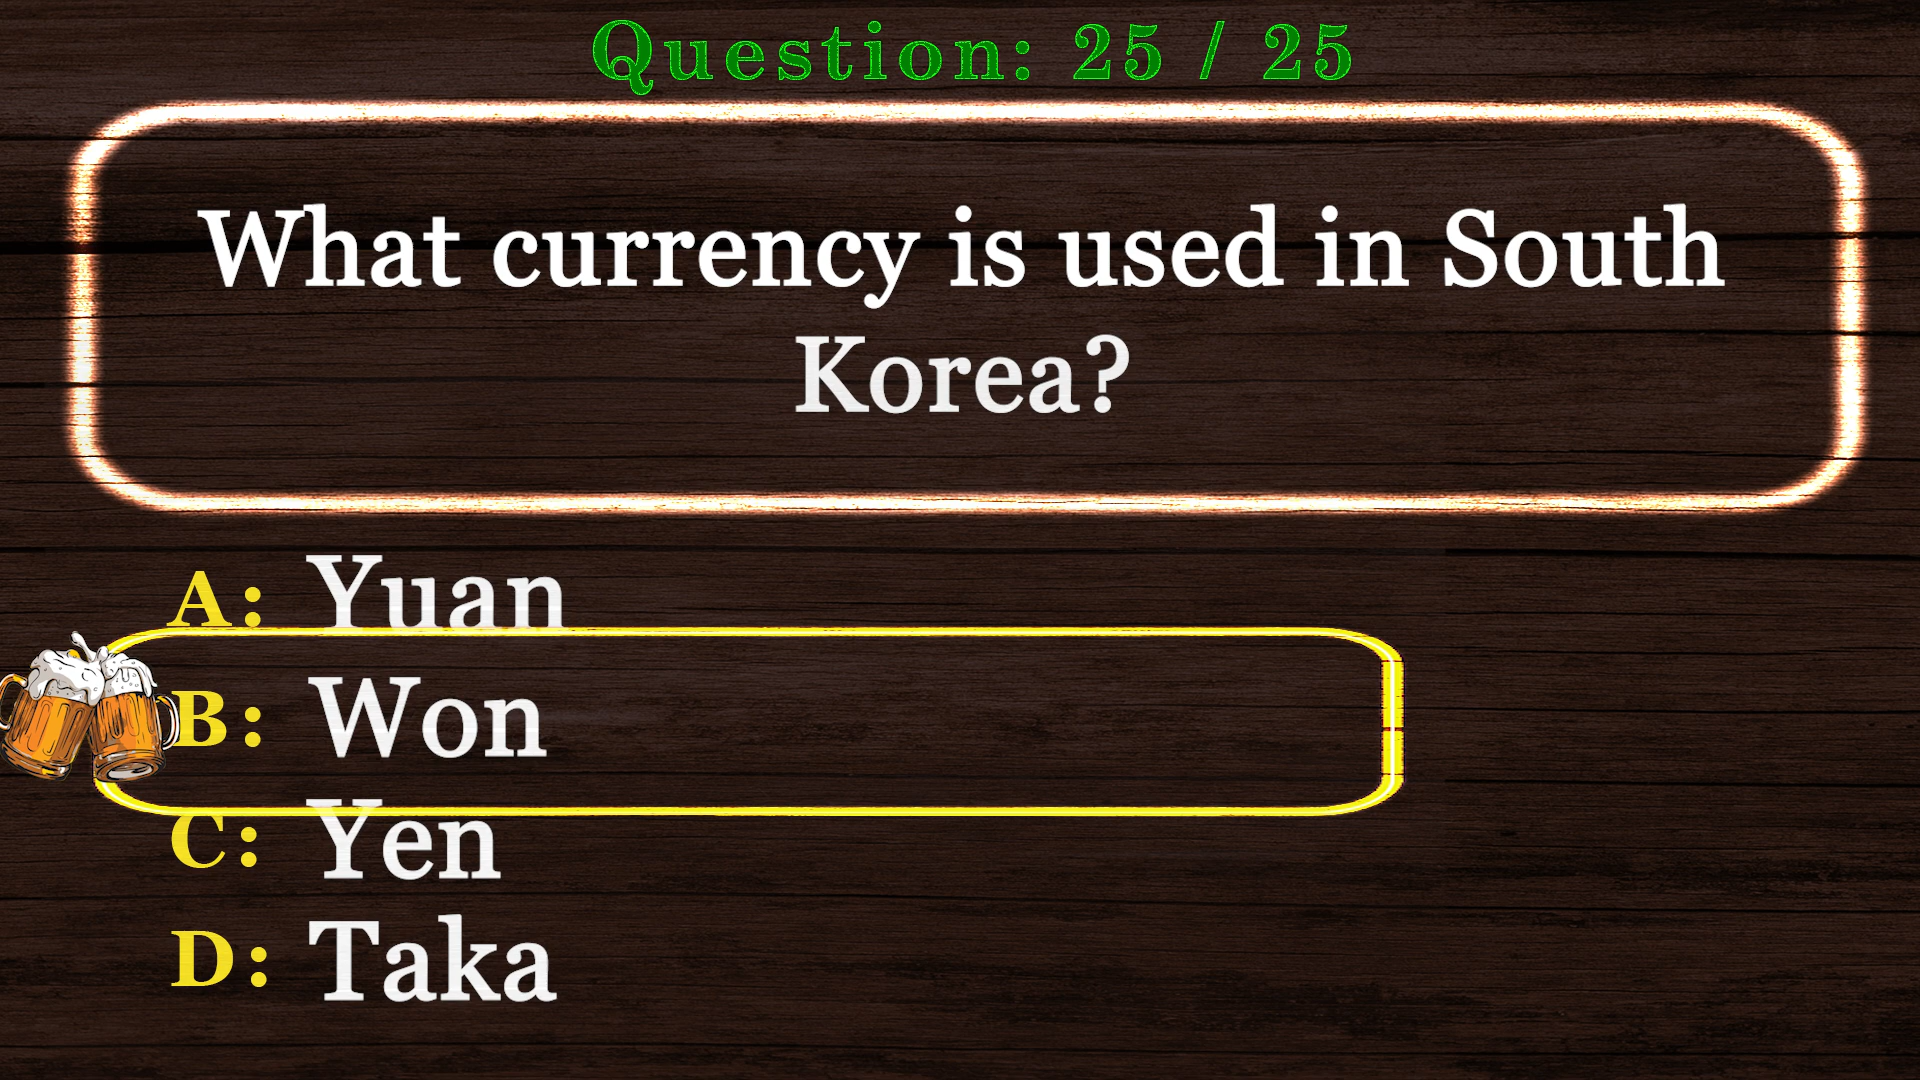 Question: 25 / 25
What currency is used in South
Korea?
A: Yuan
B: Won
C: Yen
D: Taka